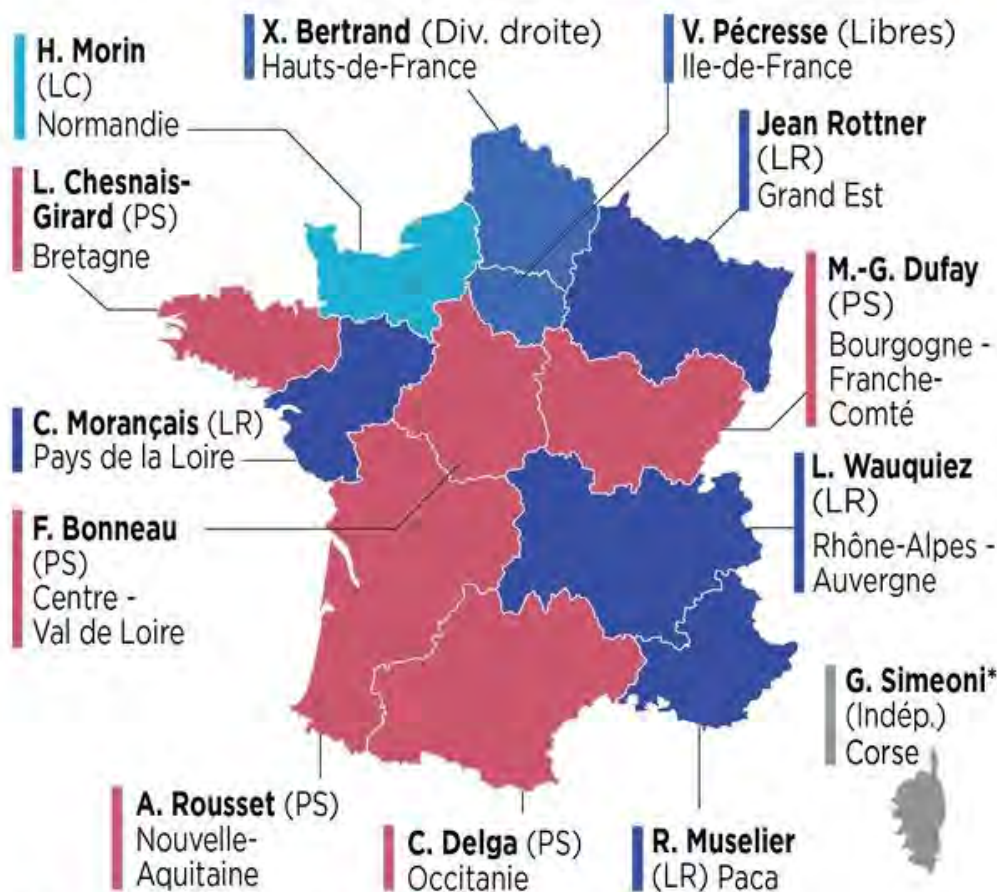 H. Morin
(LC)
Normandie
X. Bertrand (Div. droite)
Hauts-de-France
V. Pécresse (Libres)
Ile-de-France
Jean Rottner
(LR)
Grand Est
L. Chesnais-
Girard (PS)
Bretagne
M.-G. Dufay
(PS)
Bourgogne -
Franche-
Comté
C. Morançais (LR)
Pays de la Loire
L. Wauquiez
(LR)
Rhône-Alpes -
Auvergne
F. Bonneau
(PS)
Centre -
Val de Loire
G. Simeoni*
(Indép.)
Corse
A. Rousset (PS)
Nouvelle-
Aquitaine
C. Delga (PS)
Occitanie
R. Muselier
(LR) Paca